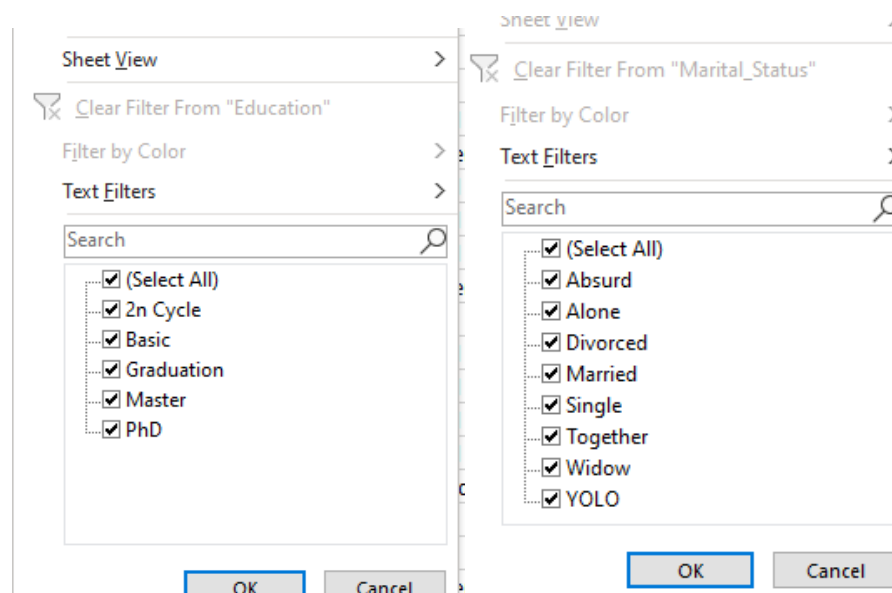 Sheet View
Clear Filter From "Education"
Filter by Color
Text Filters
Search
(Select All)
2n Cycle
Basic
Graduation
Master
PhD
OK
Cancel
Sheet View
Clear Filter From "Marital_Status"
Filter by Color
Text Filters
Search
(Select All)
Absurd
Alone
Divorced
Married
Single
Together
Widow
YOLO
OK
Cancel